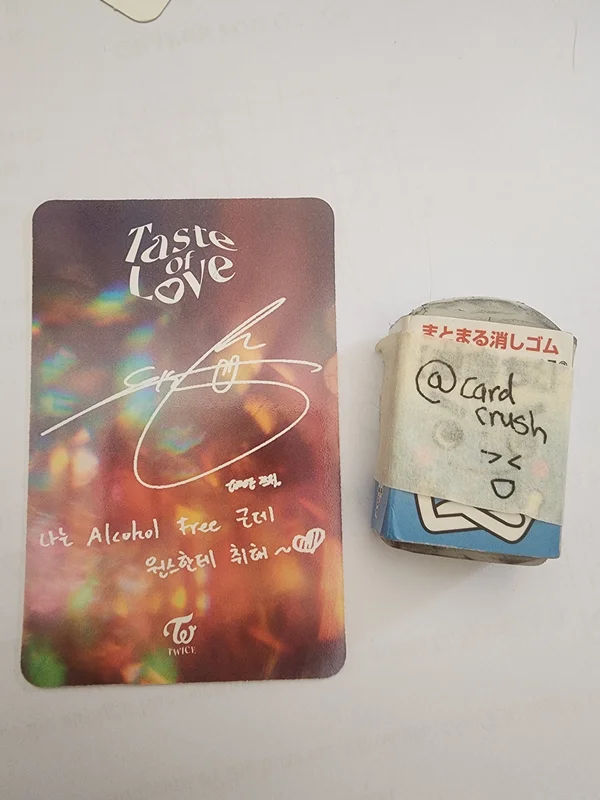 Taste
of
Love
나는 Alcohol Free 근데
원스한테 취해~
TWICE
まとまる消しゴム
@card
crush